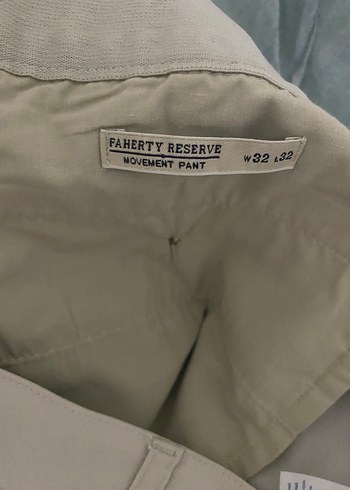 FAHERTY RESERVE
MOVEMENT PANT
W32 L32